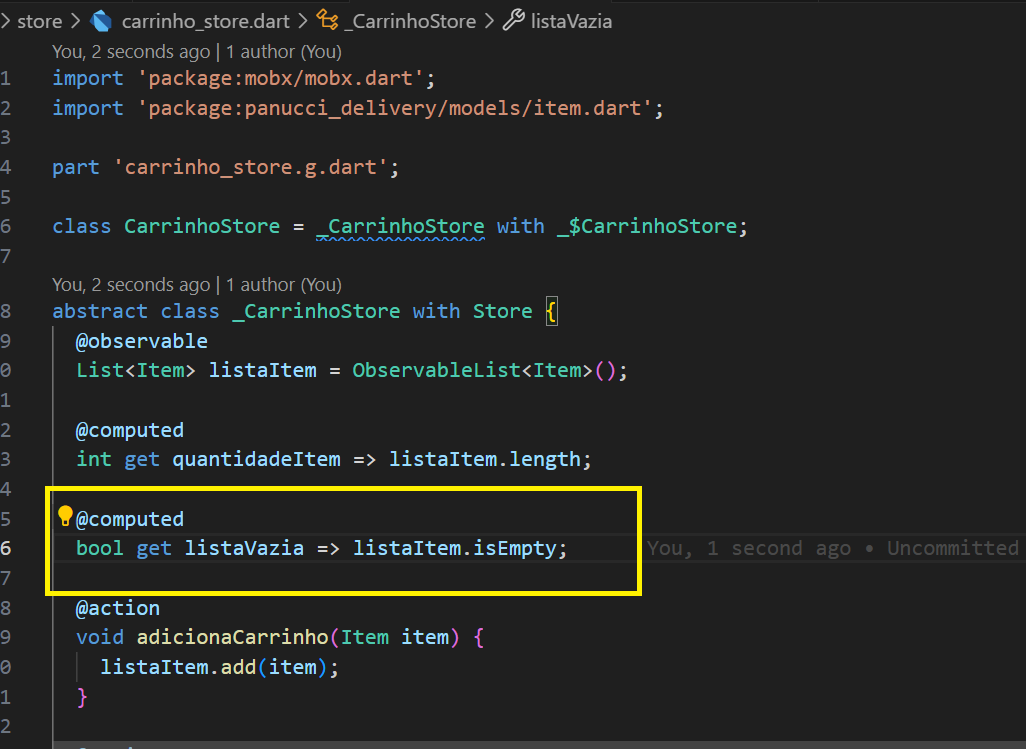 > store > carrinho_store.dart > _CarrinhoStore > listaVazia
You, 2 seconds ago | 1 author (You)
1 import 'package:mobx/mobx.dart';
2 import 'package:panucci_delivery/models/item.dart';
3
4 part 'carrinho_store.g.dart';
5
6 class CarrinhoStore = _CarrinhoStore with _$CarrinhoStore;
7
You, 2 seconds ago | 1 author (You)
8 abstract class _CarrinhoStore with Store {
9 @observable
0 List<Item> listaItem = ObservableList<Item>();
1
2 @computed
3 int get quantidadeItem => listaItem.length;
4
5 @computed
6 bool get listaVazia => listaItem.isEmpty; You, 1 second ago • Uncommitted
7
8 @action
9 void adicionaCarrinho(Item item) {
0 listaItem.add(item);
1 }
2